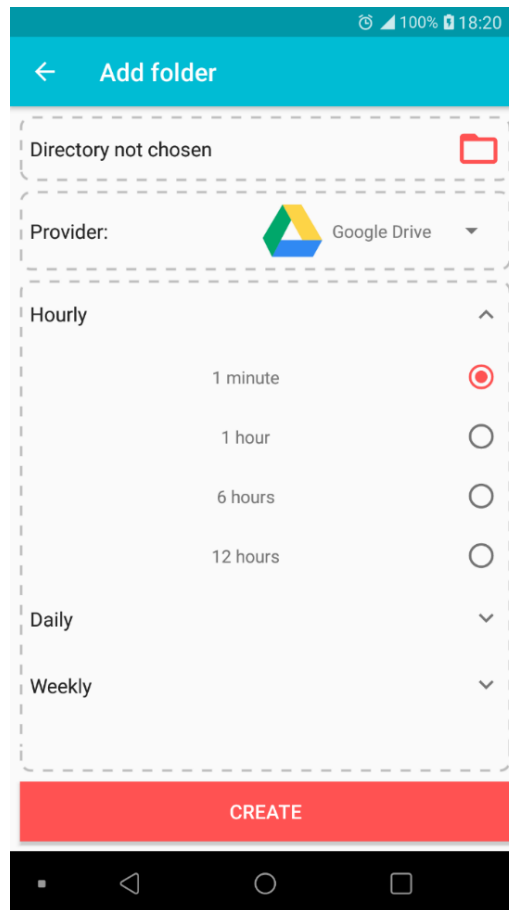 100% 18:20
Add folder
Directory not chosen
Provider: Google Drive
Hourly
1 minute
1 hour
6 hours
12 hours
Daily
Weekly
CREATE